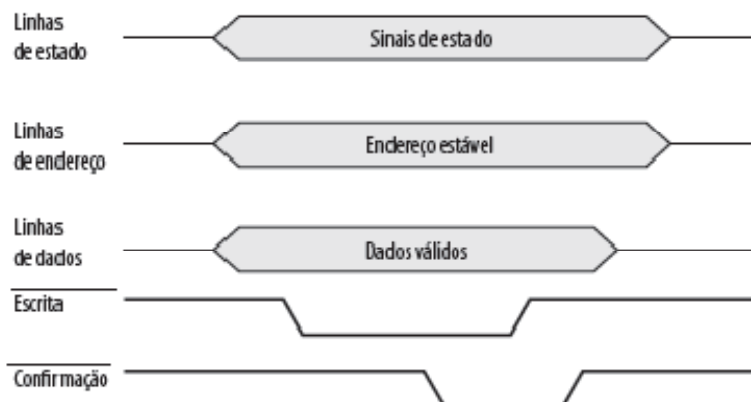 Linhas
de estado
Sinais de estado
Linhas
de endereço
Endereço estável
Linhas
de dados
Dados válidos
Escrita
Confirmação